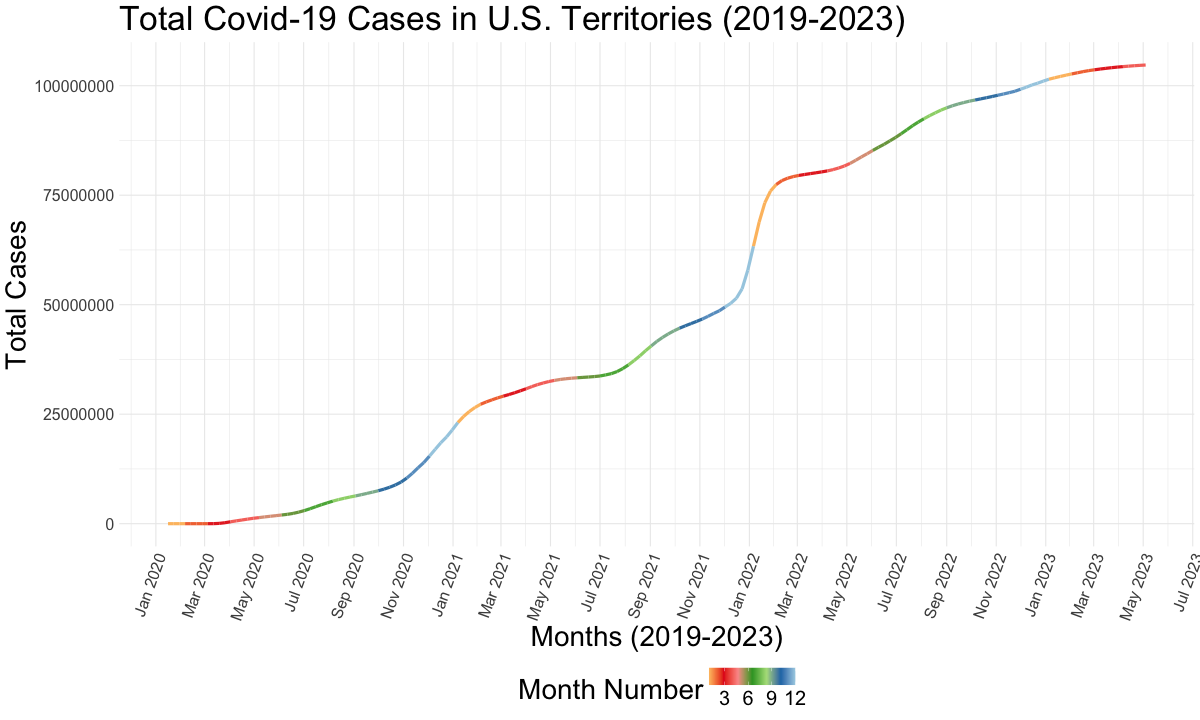 Total Covid-19 Cases in U.S. Territories (2019-2023)
Total Cases
100000000
75000000
50000000
25000000
0
Jan 2020
Mar 2020
May 2020
Jul 2020
Sep 2020
Nov 2020
Jan 2021
Mar 2021
May 2021
Jul 2021
Sep 2021
Nov 2021
Jan 2022
Mar 2022
May 2022
Jul 2022
Sep 2022
Nov 2022
Jan 2023
Mar 2023
May 2023
Jul 2023
Months (2019-2023)
Month Number
3 6 9 12